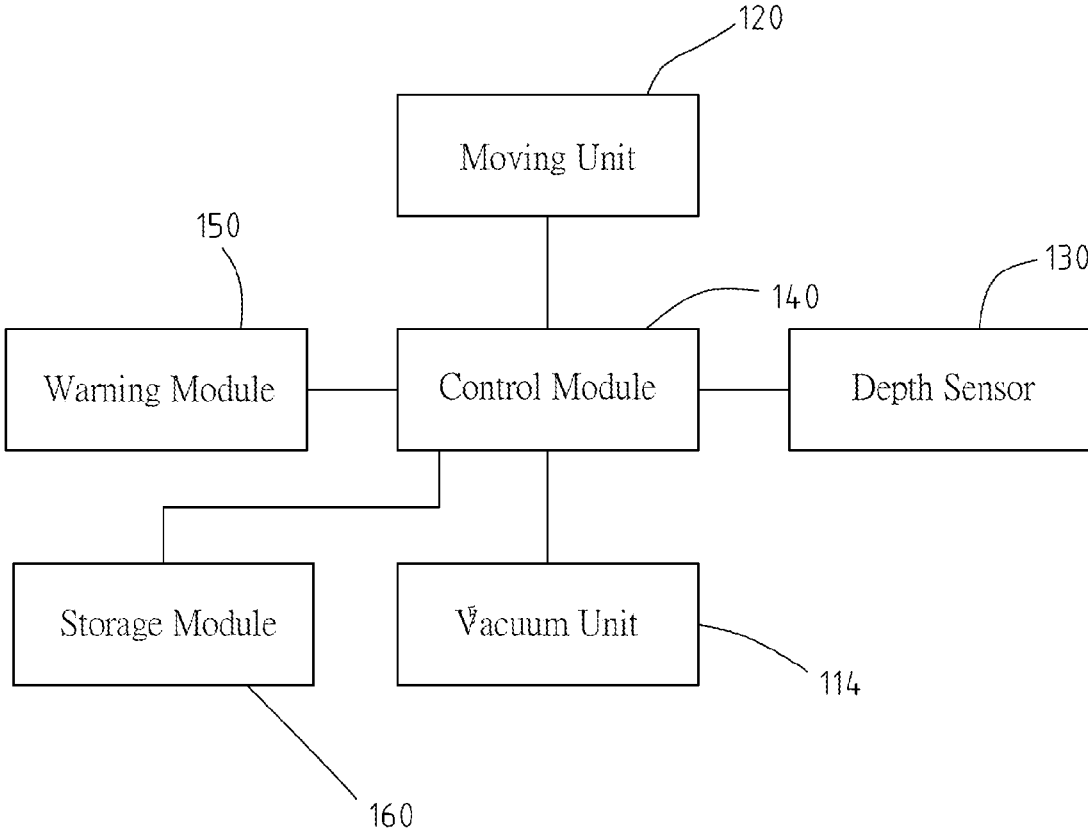 120
Moving Unit
150
130
140
Warning Module
Control Module
Depth Sensor
Storage Module
Vacuum Unit
114
160